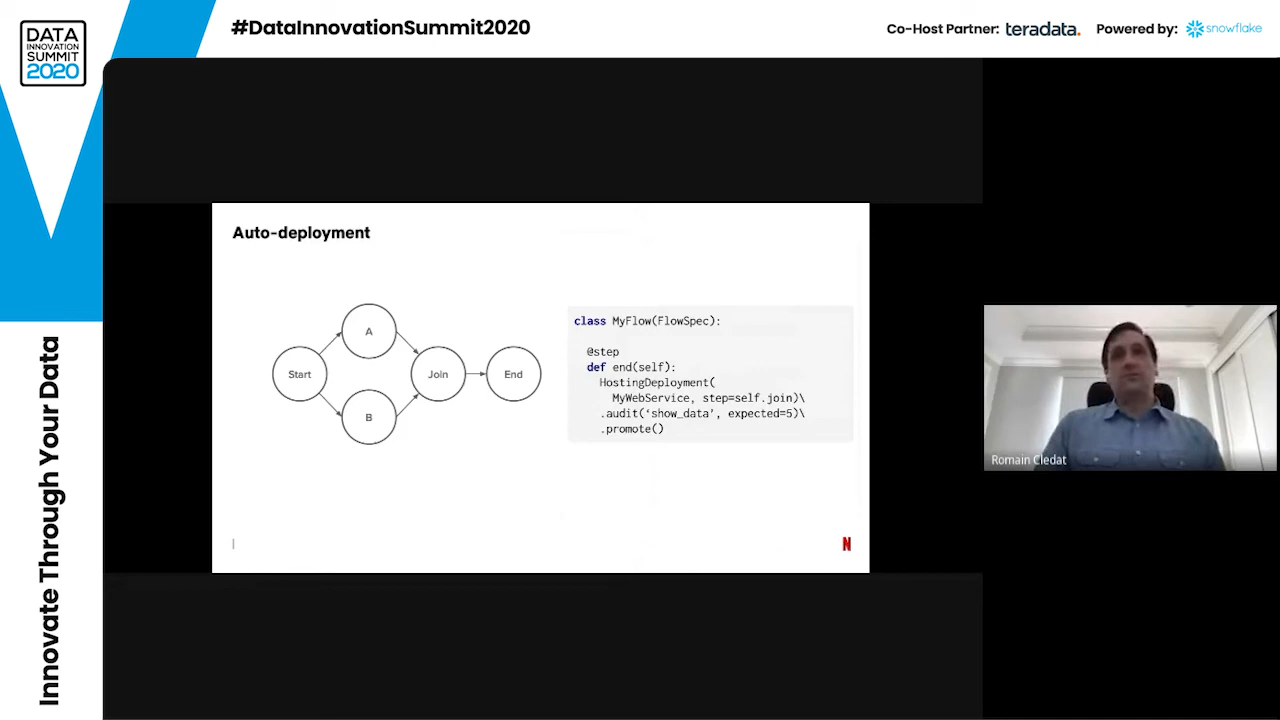 DATA
INNOVATION
SUMMIT
2020
#DataInnovationSummit2020
Co-Host Partner: teradata. Powered by: snowflake
Innovate Through Your Data
Auto-deployment
Start
A
B
Join
End
class MyFlow(FlowSpec):
@step
def end(self):
HostingDeployment(
MyWebService, step=self.join)\
.audit(‘show_data’, expected=5)\
.promote()
N
Romain Cledat